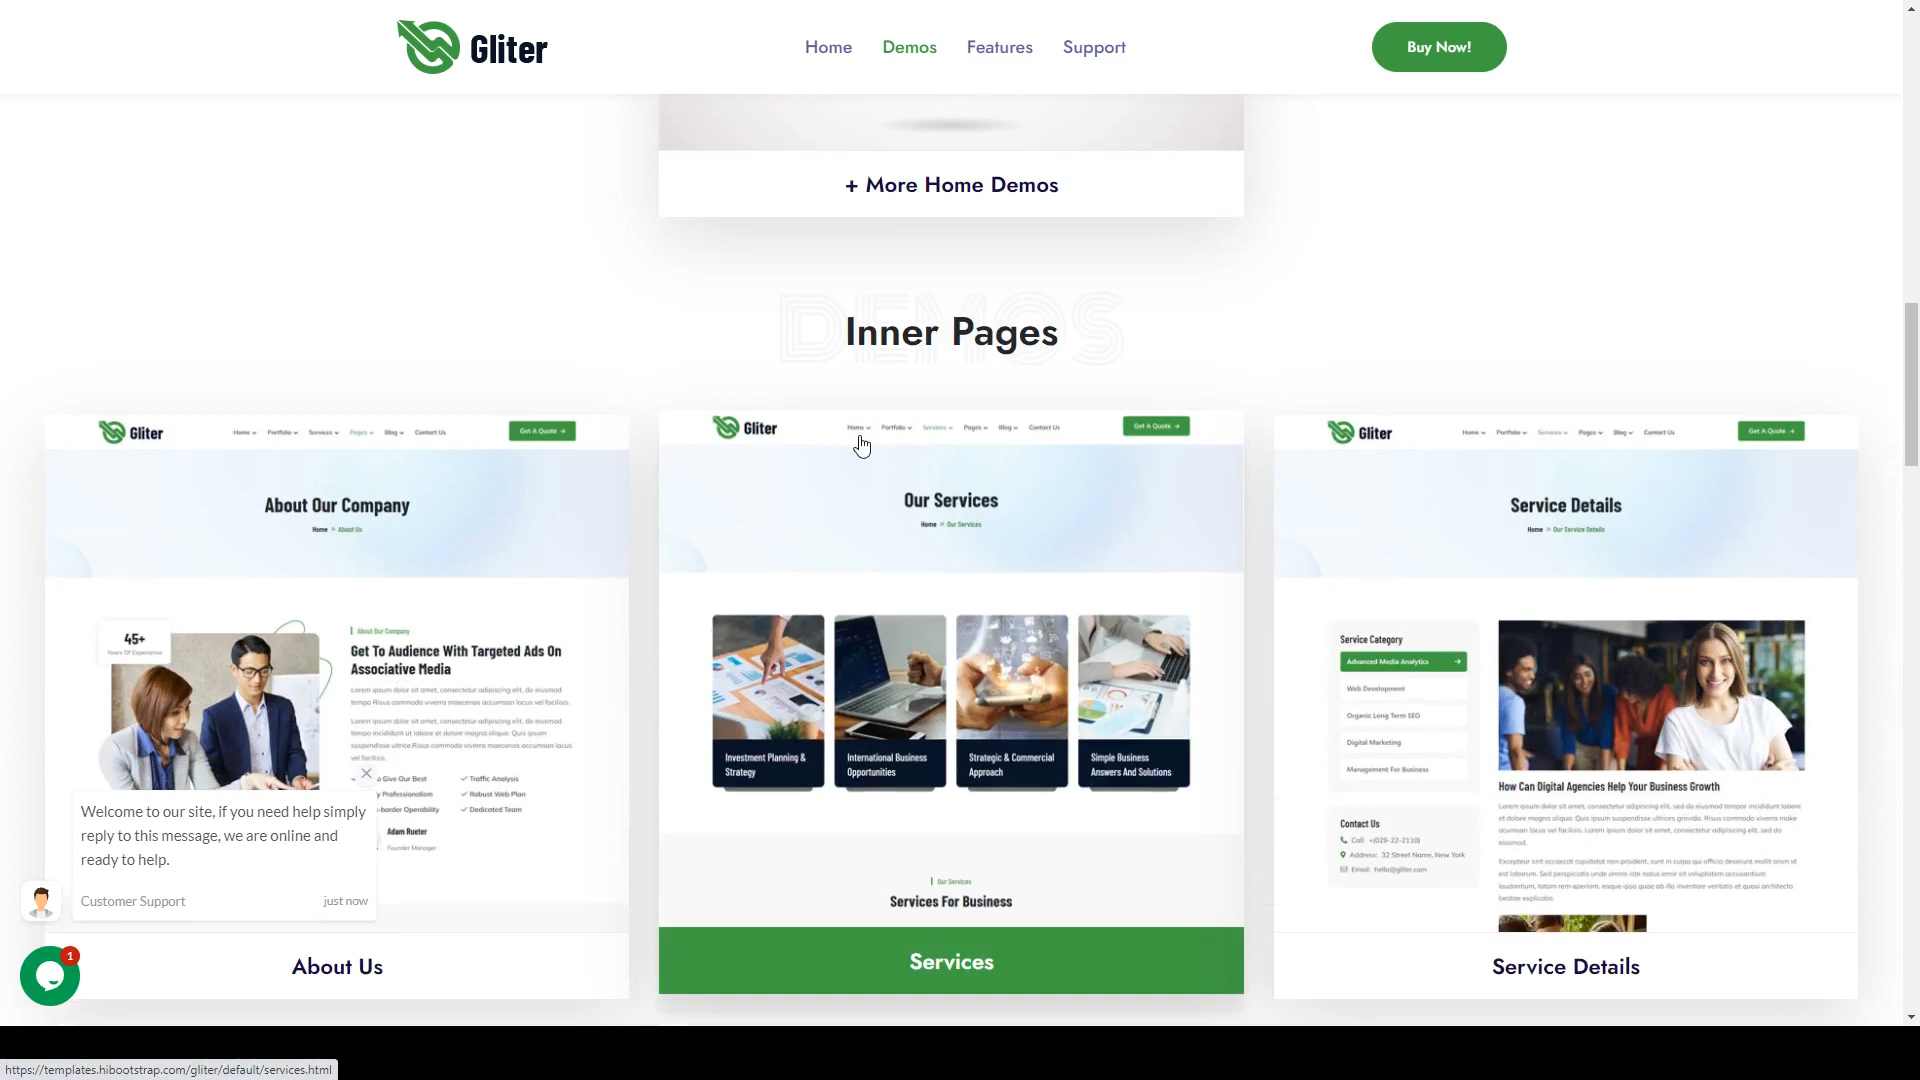 Gliter
Home
Demos
Features
Support
Buy Now!
+ More Home Demos
DEMOS
Inner Pages
Gliter
Home
Portfolio
Services
Pages
Blog
Contact Us
Get A Quote
About Our Company
Home » About Us
45+
Years Of Experience
About Our Company
Get To Audience With Targeted Ads On
Associative Media
Lorem ipsum dolor sit amet, consectetur adipiscing elit, do eiusmod
tempo Risus commodo viverra maecenas accumsan lacus vel facilisis.
Lorem ipsum dolor sit amet, consectetur adipiscing elit, do eiusmod
tempor incididunt ut labore et dolore magna aliqua. Quis ipsum
suspendisse ultrice.Risus commodo viverra maecenas accumsan lacus
vel facilisis.
o Give Our Best
Traffic Analysis
y Professionalism
Robust Web Plan
-border Operability
Dedicated Team
Adam Rueter
Founder Manager
Welcome to our site, if you need help simply
reply to this message, we are online and
ready to help.
Customer Support
just now
1
About Us
Gliter
Home
Portfolio
Services
Pages
Blog
Contact Us
Get A Quote
Our Services
Home » Our Services
Investment Planning &
Strategy
International Business
Opportunities
Strategic & Commercial
Approach
Simple Business
Answers And Solutions
Our Services
Services For Business
Services
Gliter
Home
Portfolio
Services
Pages
Blog
Contact Us
Get A Quote
Service Details
Home » Our Service Details
Service Category
Advanced Media Analytics
Web Development
Organic Long Term SEO
Digital Marketing
Management For Business
Contact Us
Call: +(029-22-2110)
Address: 32 Street Name, New York
Email: hello@gliter.com
How Can Digital Agencies Help Your Business Growth
Lorem ipsum dolor sit amet, consectetur adipiscing elit, sed do eiusmod tempor incididunt labore
et dolore magna aliqua. Quis ipsum suspendisse ultrices gravida. Risus commodo viverra maecenas
accumsan lacus vel facilisis. Lorem ipsum dolor sit amet, consectetur adipiscing elit, sed do
eiusmod.
Excepteur sint occaecat cupidatat non proident, sunt in culpa qui officia deserunt mollit anim id
est laborum. Sed perspiciatis unde omnis iste natus error sit voluptatem accusantium
laudantium, totam rem aperiam, eaque ipsa quae ab illo inventore veritatis et quasi architecto
beatae explicabo.
Service Details
https://templates.hibootstrap.com/gliter/default/services.html